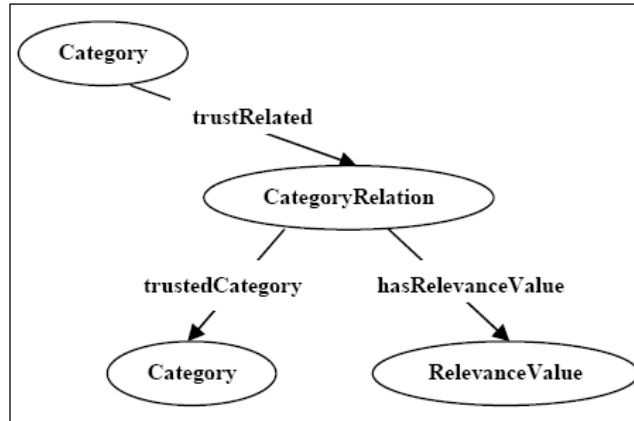 Category
trustRelated
CategoryRelation
trustedCategory hasRelevanceValue
Category RelevanceValue